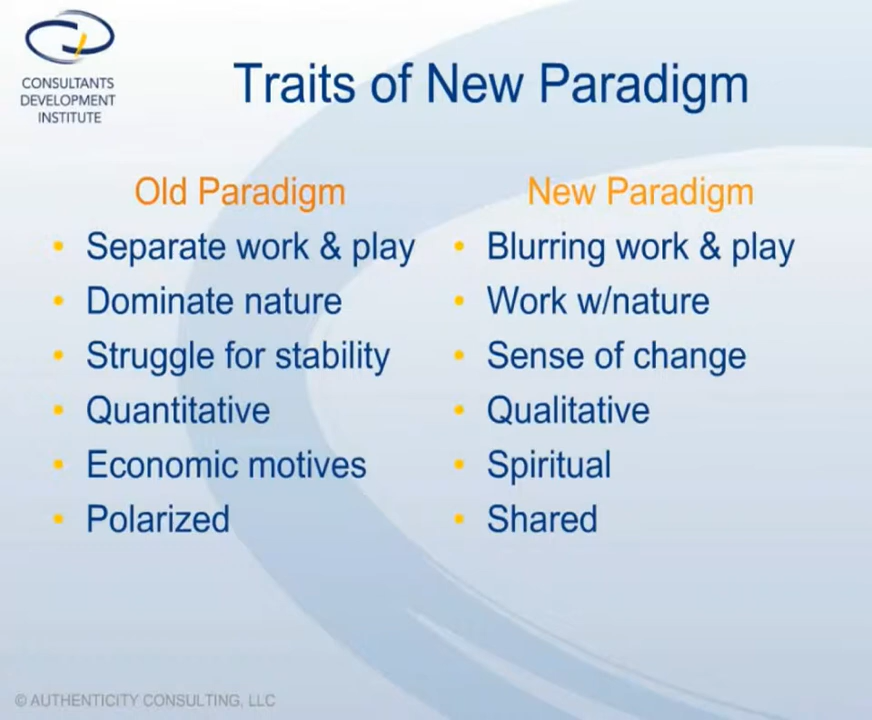 CONSULTANTS
DEVELOPMENT
INSTITUTE
Traits of New Paradigm
Old Paradigm
• Separate work & play
• Dominate nature
• Struggle for stability
• Quantitative
• Economic motives
• Polarized
New Paradigm
• Blurring work & play
• Work w/nature
• Sense of change
• Qualitative
• Spiritual
• Shared
© AUTHENTICITY CONSULTING, LLC